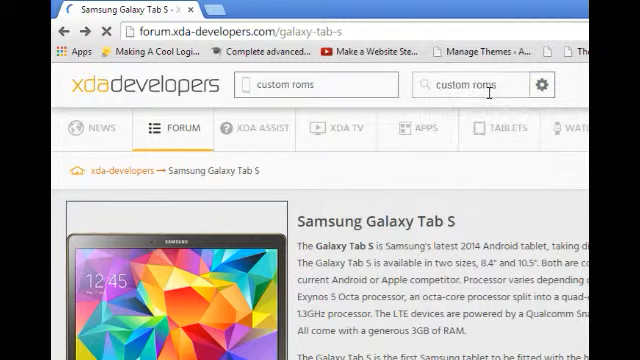 Samsung Galaxy Tab S - X
forum.xda-developers.com/galaxy-tab-s
Apps Making A Cool Logi... Complete advanced... Make a Website Ste... Manage Themes ‹ A...
xdadevelopers custom roms custom roms
NEWS FORUM XDA ASSIST XDA TV APPS TABLETS WAT
xda-developers → Samsung Galaxy Tab S
Samsung Galaxy Tab S
SAMSUNG
12:45
The Galaxy Tab S is Samsung's latest 2014 Android tablet, taking di
The Galaxy Tab S is available in two sizes, 8.4" and 10.5". Both are co
current Android or Apple competitor. Processor varies depending o
Exynos 5 Octa processor, an octa-core processor split into a quad-
1.3GHz processor. The LTE devices are powered by a Qualcomm Sna
All come with a generous 3GB of RAM.
The Galaxy Tab S is the first Samsung tablet to be fitted with the h